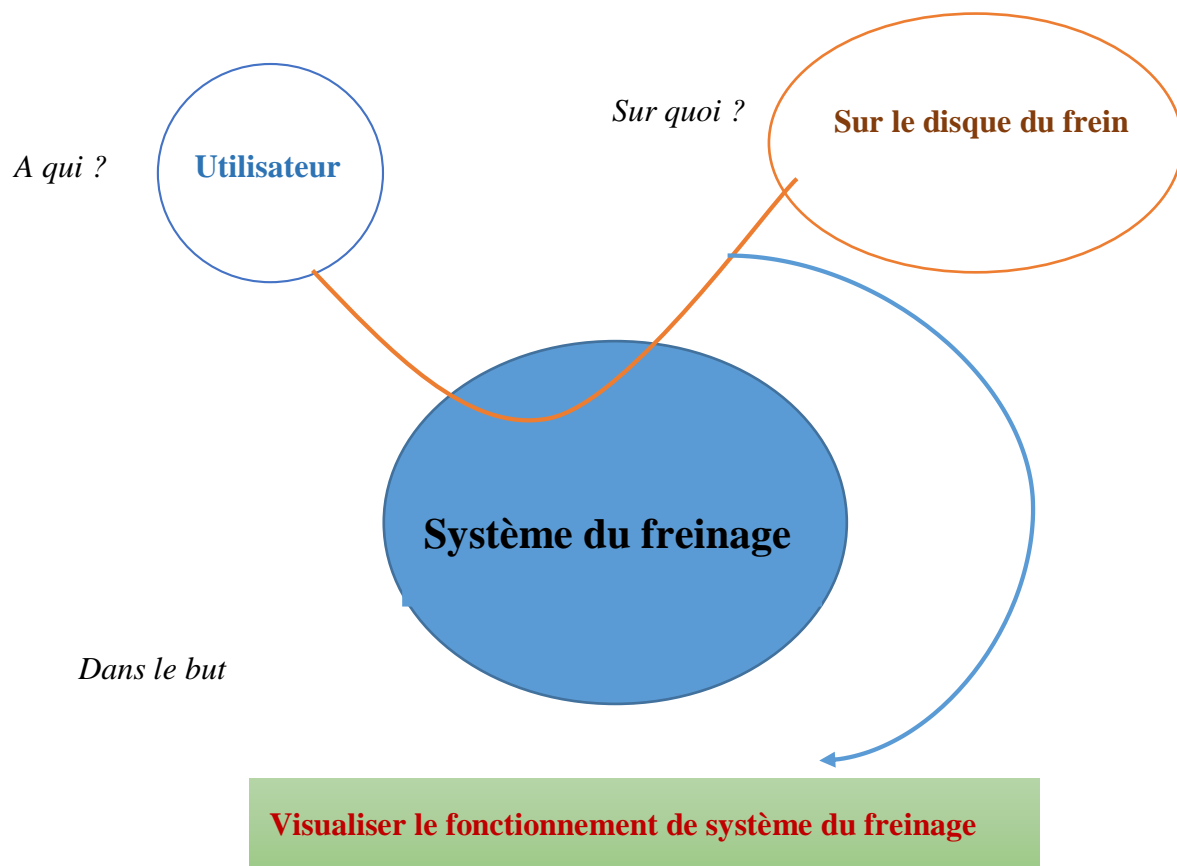 Sur quoi ?
Sur le disque du frein
A qui ?
Utilisateur
Système du freinage
Dans le but
Visualiser le fonctionnement de système du freinage